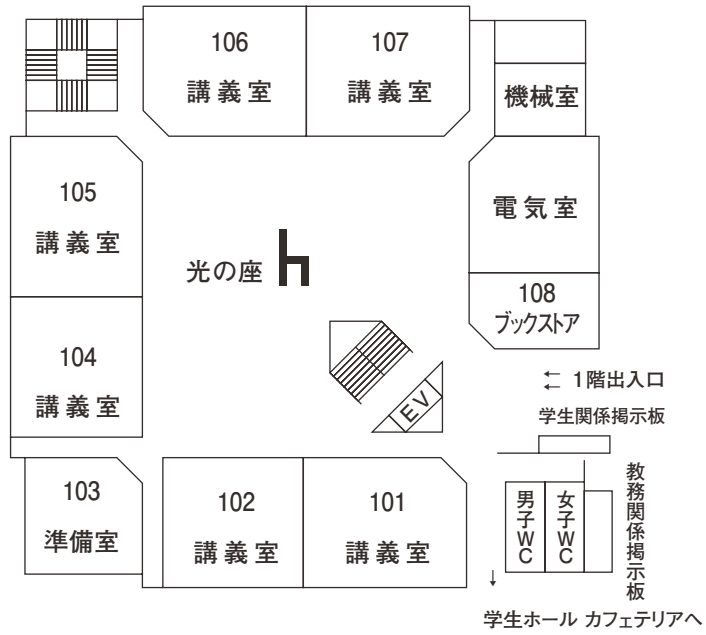 106
講義室
107
講義室
機械室
105
講義室
電気室
光の座
108
ブックストア
104
講義室
EV
← 1階出入口
←
学生関係掲示板
103
準備室
102
講義室
101
講義室
男子WC
女子WC
教務関係掲示板
↓
学生ホール カフェテリアへ